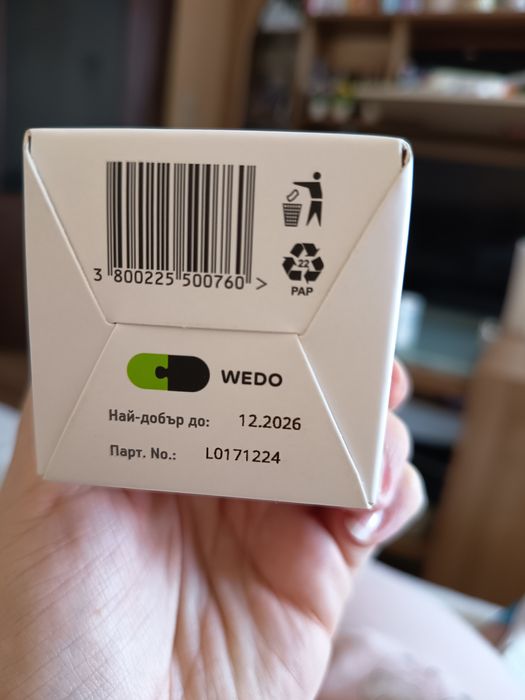 3 800225 500760 >
22
PAP
WEDO
Най-добър до: 12.2026
Парт. No.: L0171224